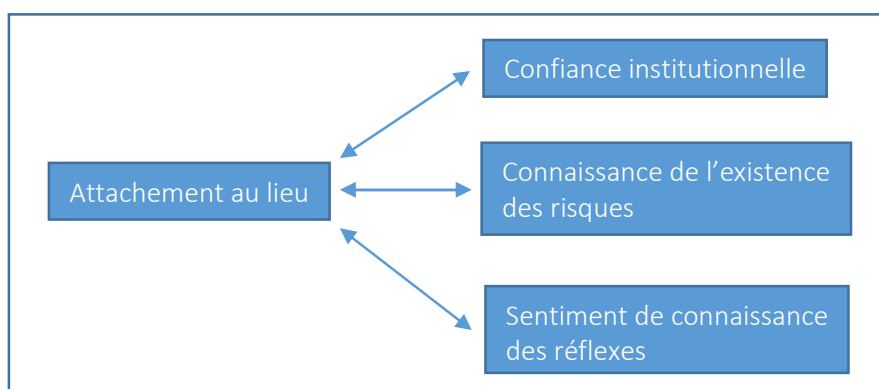 Confiance institutionnelle
Attachement au lieu
Connaissance de l’existence
des risques
Sentiment de connaissance
des réflexes